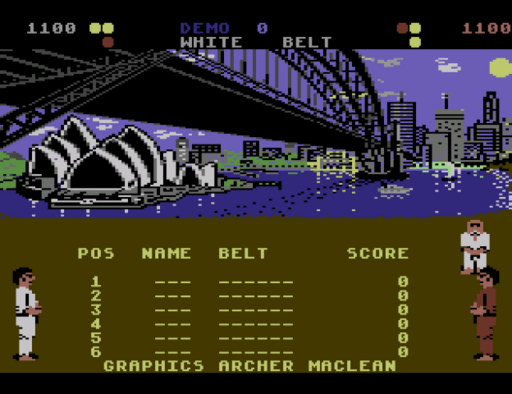 1100 DEMO 0 1100
WHITE BELT
POS NAME BELT SCORE
1 --- ------ 0
2 --- ------ 0
3 --- ------ 0
4 --- ------ 0
5 --- ------ 0
6 --- ------ 0
GRAPHICS ARCHER MACLEAN